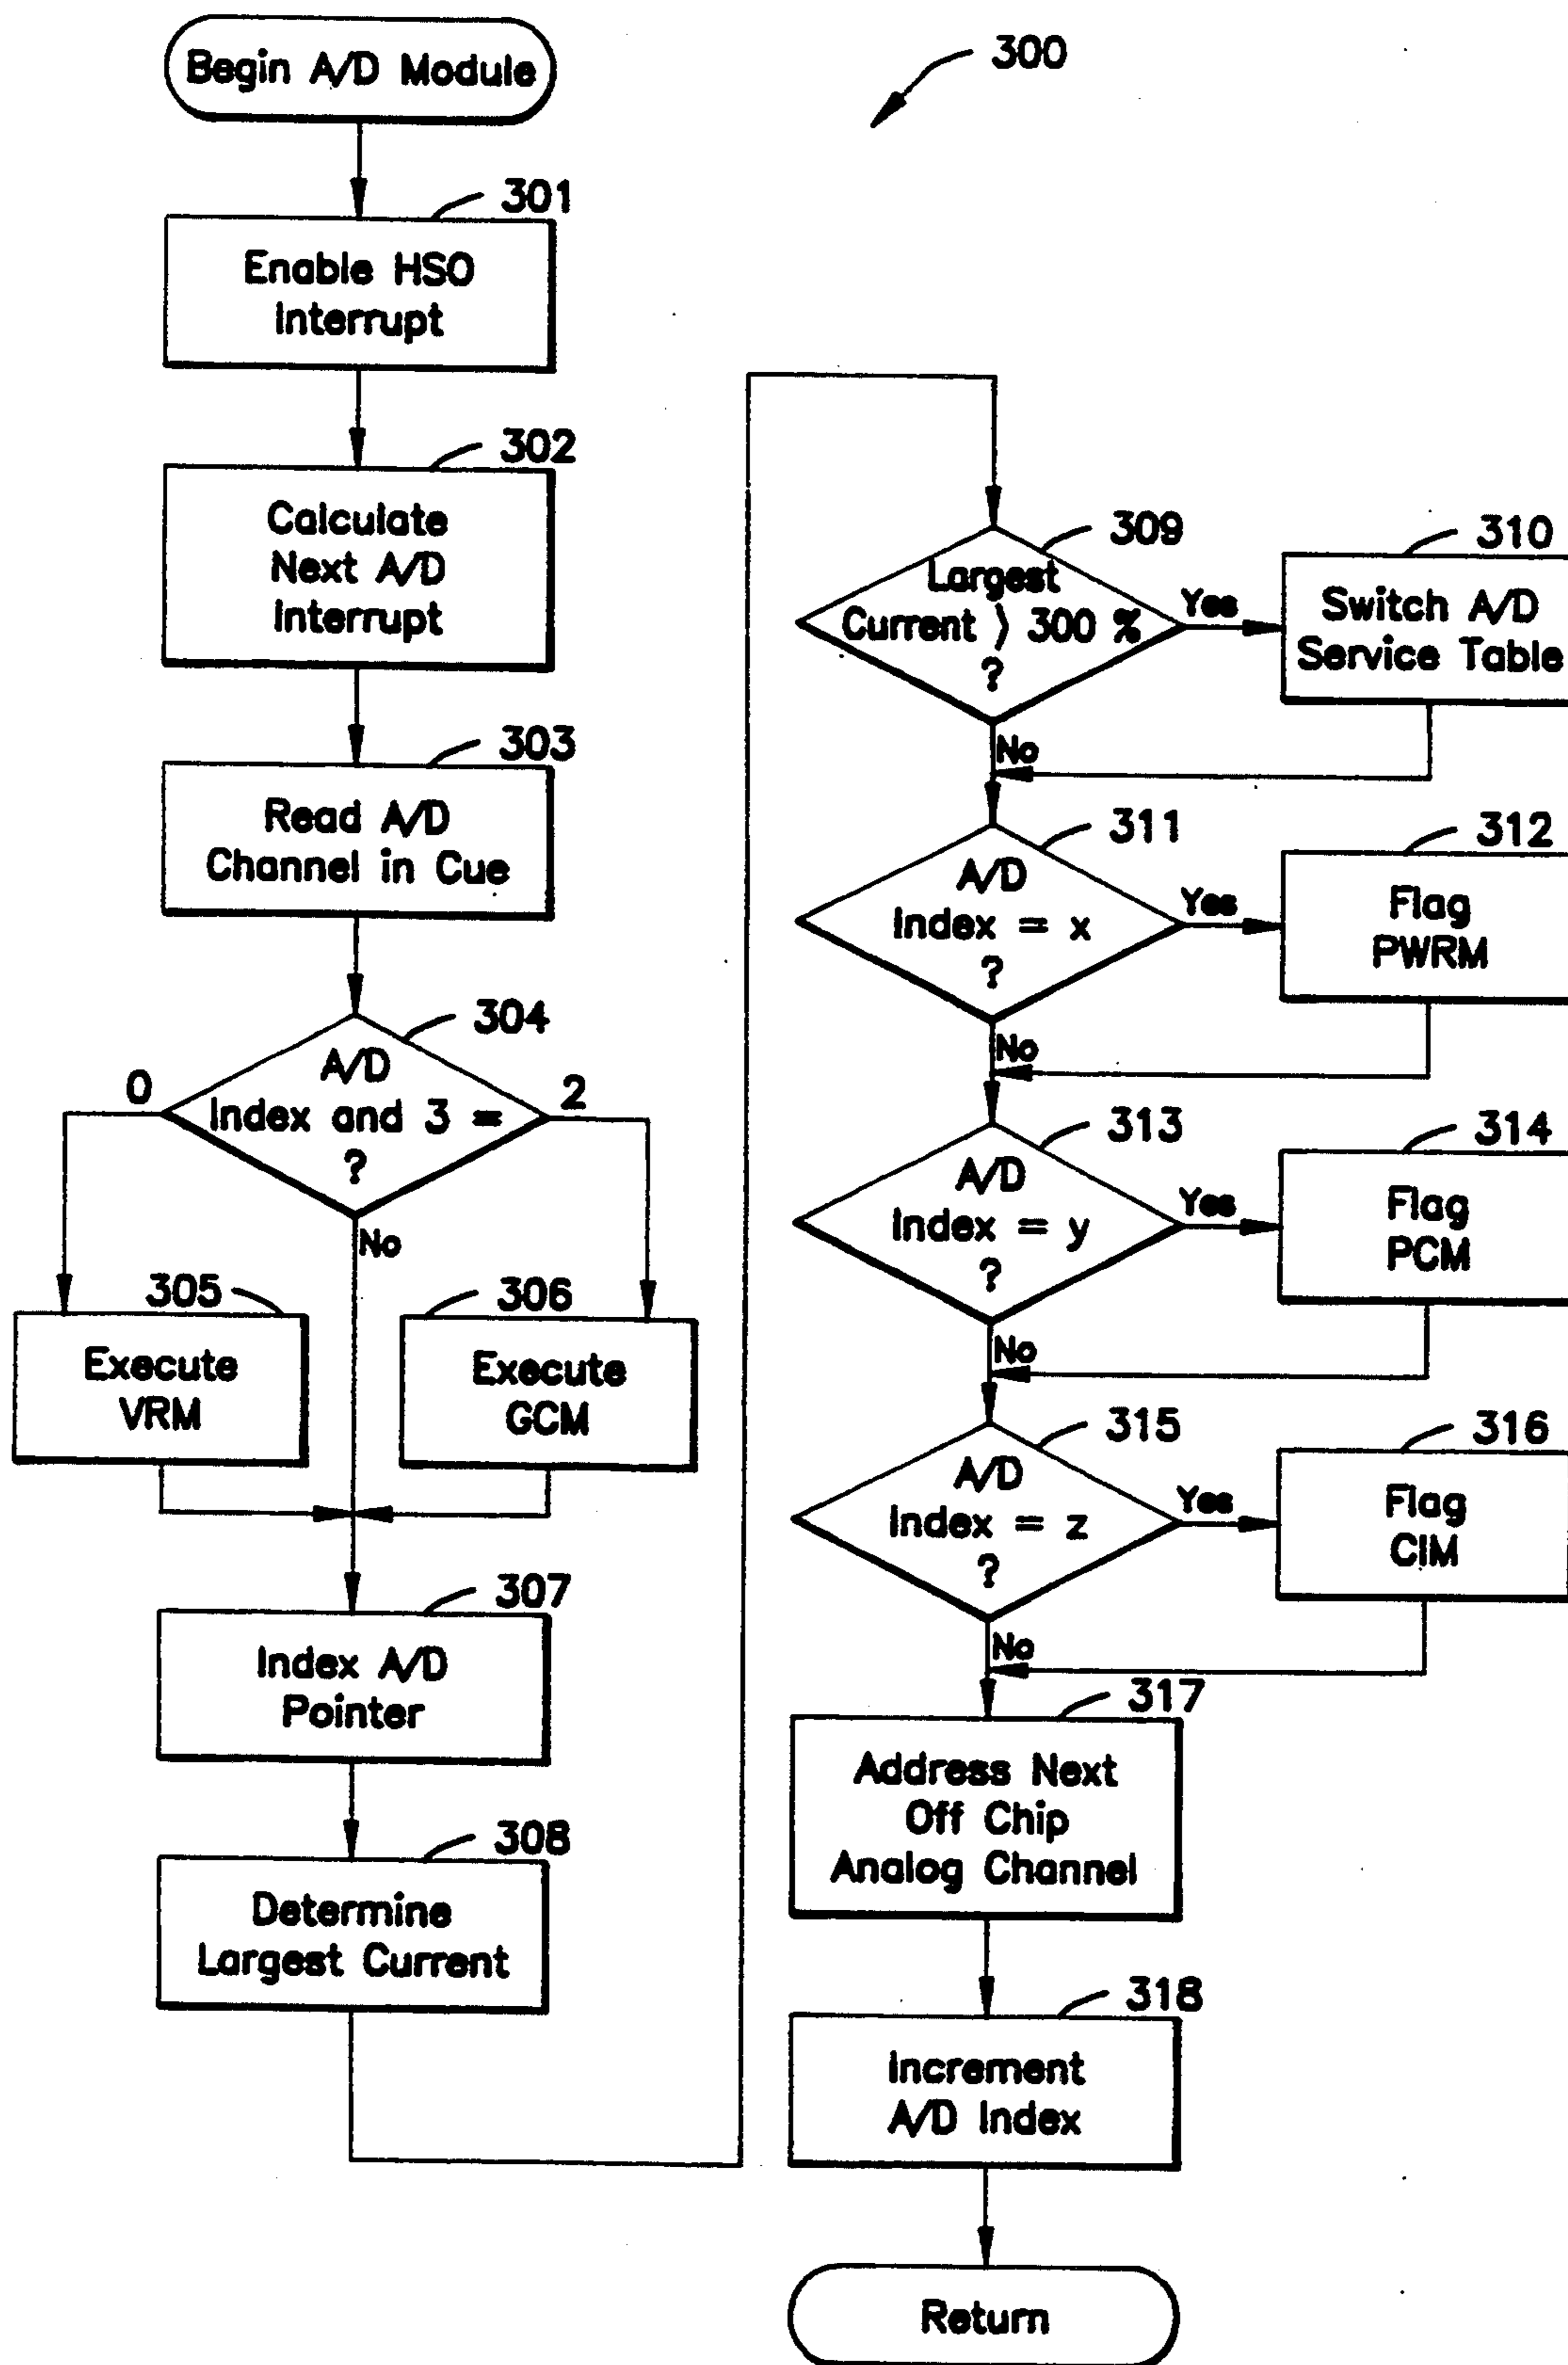 Begin A/D Module
300
301
Enable HSO
Interrupt
302
Calculate
Next A/D
Interrupt
303
Read A/D
Channel in Cue
304
A/D
Index and 3 =
?
0
2
No
305
Execute
VRM
306
Execute
GCM
307
Index A/D
Pointer
308
Determine
Largest Current
309
Largest
Current > 300 %
?
Yes
No
310
Switch A/D
Service Table
311
A/D
Index = x
?
Yes
No
312
Flag
PWRM
313
A/D
Index = y
?
Yes
No
314
Flag
PCM
315
A/D
Index = z
?
Yes
No
316
Flag
CIM
317
Address Next
Off Chip
Analog Channel
318
Increment
A/D Index
Return